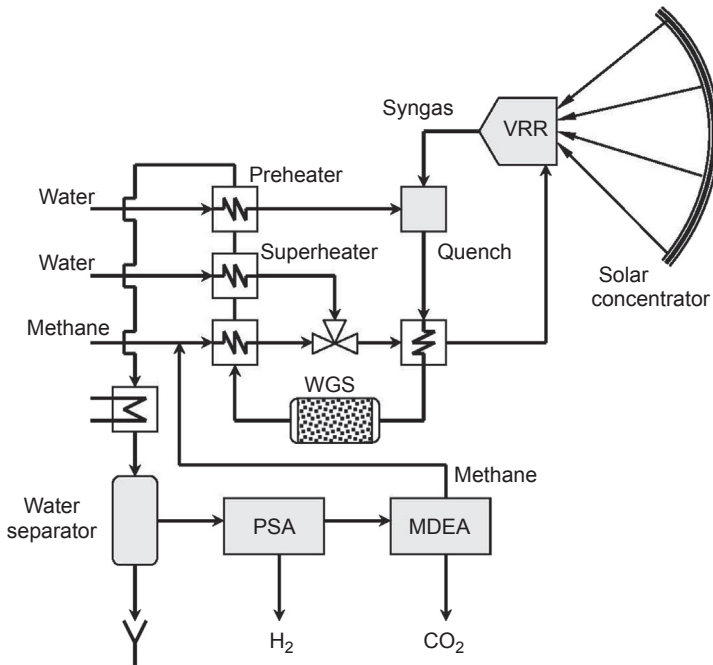 VRR
Syngas
Preheater
Water
Quench
Superheater
Water
Solar
concentrator
Methane
WGS
Methane
Water
separator
PSA
MDEA
H₂
CO₂